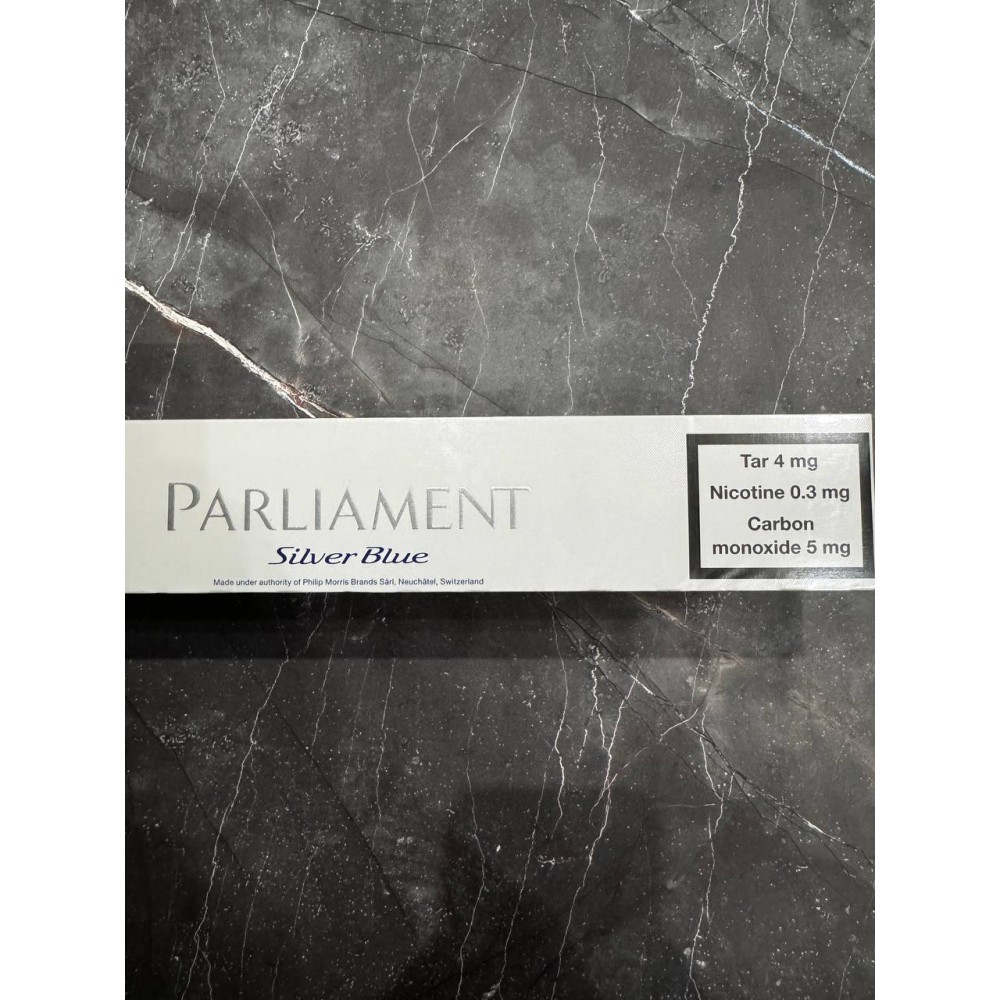 PARLIAMENT
Silver Blue
Made under authority of Philip Morris Brands Sàrl, Neuchâtel, Switzerland
Tar 4 mg
Nicotine 0.3 mg
Carbon
monoxide 5 mg